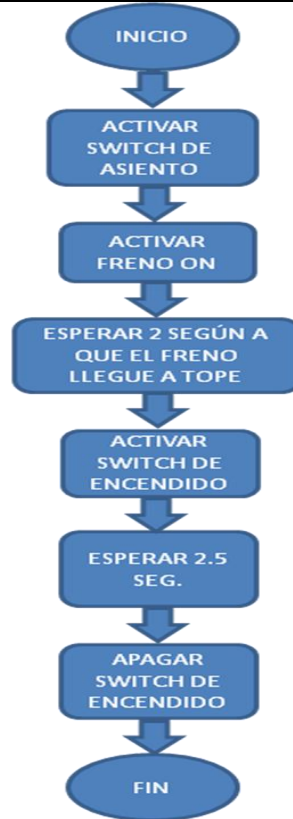 INICIO
ACTIVAR
SWITCH DE
ASIENTO
ACTIVAR
FRENO ON
ESPERAR 2 SEGÚN A
QUE EL FRENO
LLEGUE A TOPE
ACTIVAR
SWITCH DE
ENCENDIDO
ESPERAR 2.5
SEG.
APAGAR
SWITCH DE
ENCENDIDO
FIN